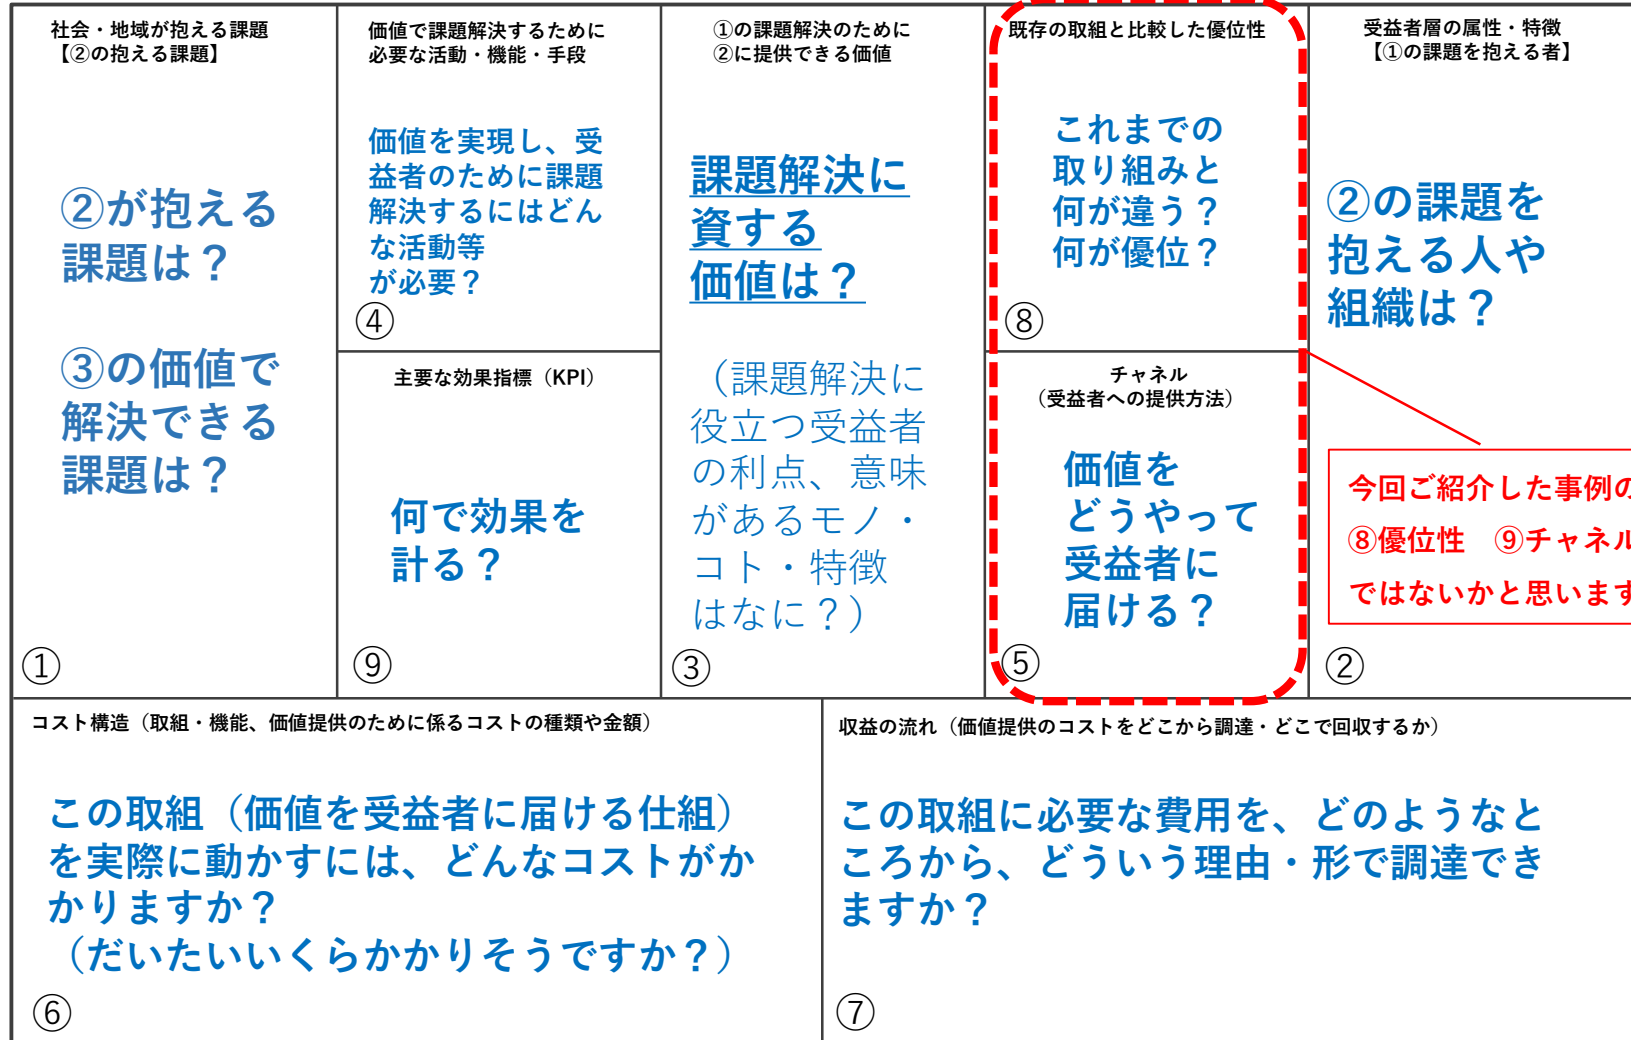 社会・地域が抱える課題
【②の抱える課題】
②が抱える
課題は？
③の価値で
解決できる
課題は？
①
価値で課題解決するために
必要な活動・機能・手段
価値を実現し、受
益者のために課題
解決するにはどん
な活動等
が必要？
④
主要な効果指標（KPI）
何で効果を
計る？
⑨
①の課題解決のために
②に提供できる価値
課題解決に
資する
価値は？
（課題解決に
役立つ受益者
の利点、意味
があるモノ・
コト・特徴
はなに？）
③
既存の取組と比較した優位性
これまでの
取り組みと
何が違う？
何が優位？
⑧
チャネル
（受益者への提供方法）
価値を
どうやって
受益者に
届ける？
⑤
受益者層の属性・特徴
【①の課題を抱える者】
②の課題を
抱える人や
組織は？
今回ご紹介した事例の
⑧優位性　⑨チャネル
ではないかと思います
②
コスト構造（取組・機能、価値提供のために係るコストの種類や金額）
この取組（価値を受益者に届ける仕組）
を実際に動かすには、どんなコストがか
かりますか？
（だいたいいくらかかりそうですか？）
⑥
収益の流れ（価値提供のコストをどこから調達・どこで回収するか）
この取組に必要な費用を、どのようなと
ころから、どういう理由・形で調達でき
ますか？
⑦